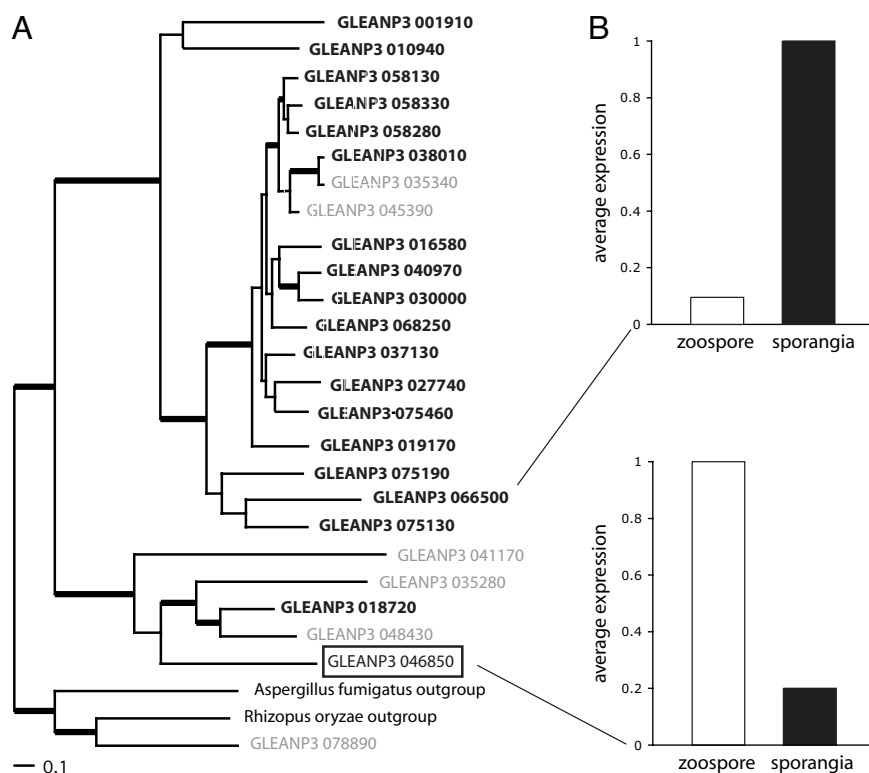 A
GLEANP3 001910
GLEANP3 010940
GLEANP3 058130
GLEANP3 058330
GLEANP3 058280
GLEANP3 038010
GLEANP3 035340
GLEANP3 045390
GLEANP3 016580
GLEANP3 040970
GLEANP3 030000
GLEANP3 068250
GLEANP3 037130
GLEANP3 027740
GLEANP3 075460
GLEANP3 019170
GLEANP3 075190
GLEANP3 066500
GLEANP3 075130
GLEANP3 041170
GLEANP3 035280
GLEANP3 018720
GLEANP3 048430
GLEANP3 046850
Aspergillus fumigatus outgroup
Rhizopus oryzae outgroup
GLEANP3 078890
0.1
B
average expression
1
0.8
0.6
0.4
0.2
0
zoospore sporangia
average expression
1
0.8
0.6
0.4
0.2
0
zoospore sporangia